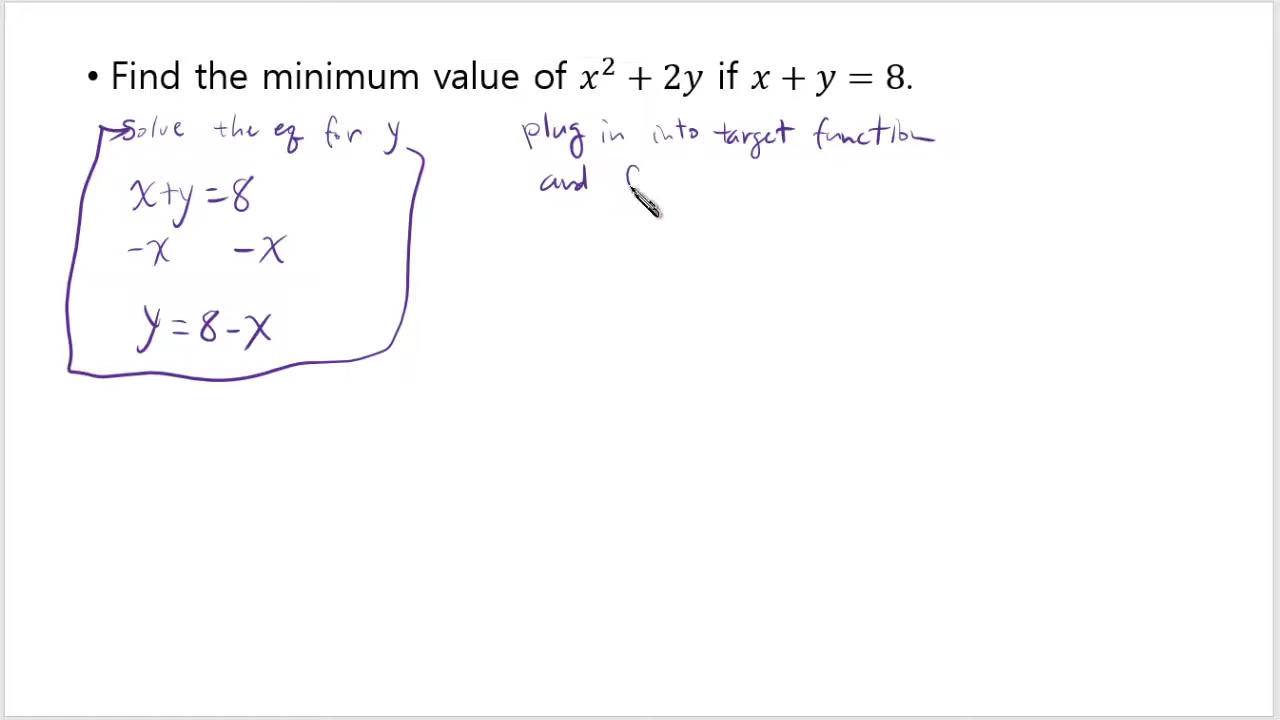 • Find the minimum value of x² + 2y if x + y = 8.
Solve the eq for y
x+y=8
-x -x
y=8-x
plug in into target function
and